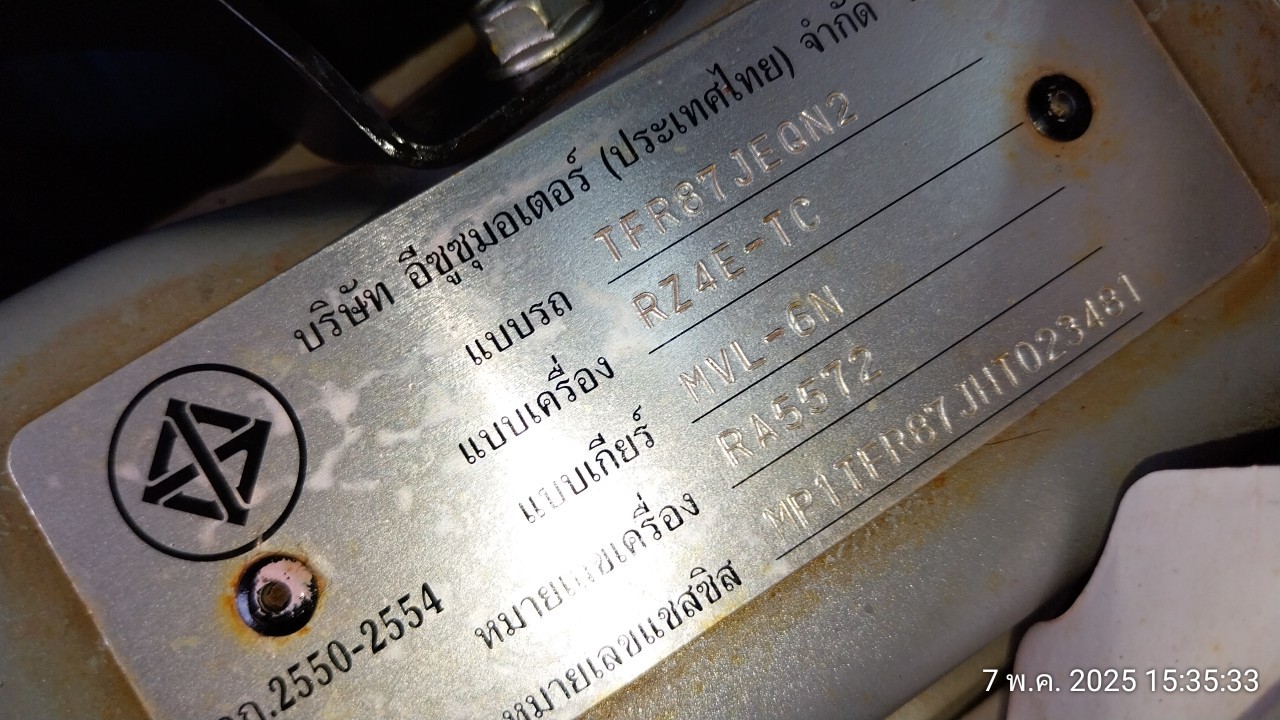 บริษัท อีซูซุมอเตอร์ (ประเทศไทย) จำกัด
แบบรถ TFR87JEQN2
แบบเครื่อง RZ4E-TC
แบบเกียร์ MVL-6N
หมายเลขเครื่อง RA5572
หมายเลขแชสซิส MP1TFR87JHT023481
มอก.2550-2554
7 พ.ค. 2025 15:35:33